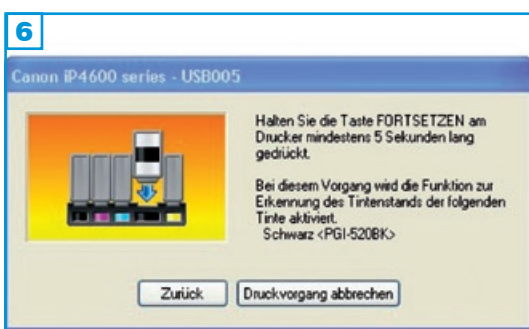 6
Canon iP4600 series - USB005
Halten Sie die Taste FORTSETZEN am
Drucker mindestens 5 Sekunden lang
gedrückt.
Bei diesem Vorgang wird die Funktion zur
Erkennung des Tintenstands der folgenden
Tinte aktiviert.
Schwarz <PGI-520BK>
Zurück
Druckvorgang abbrechen